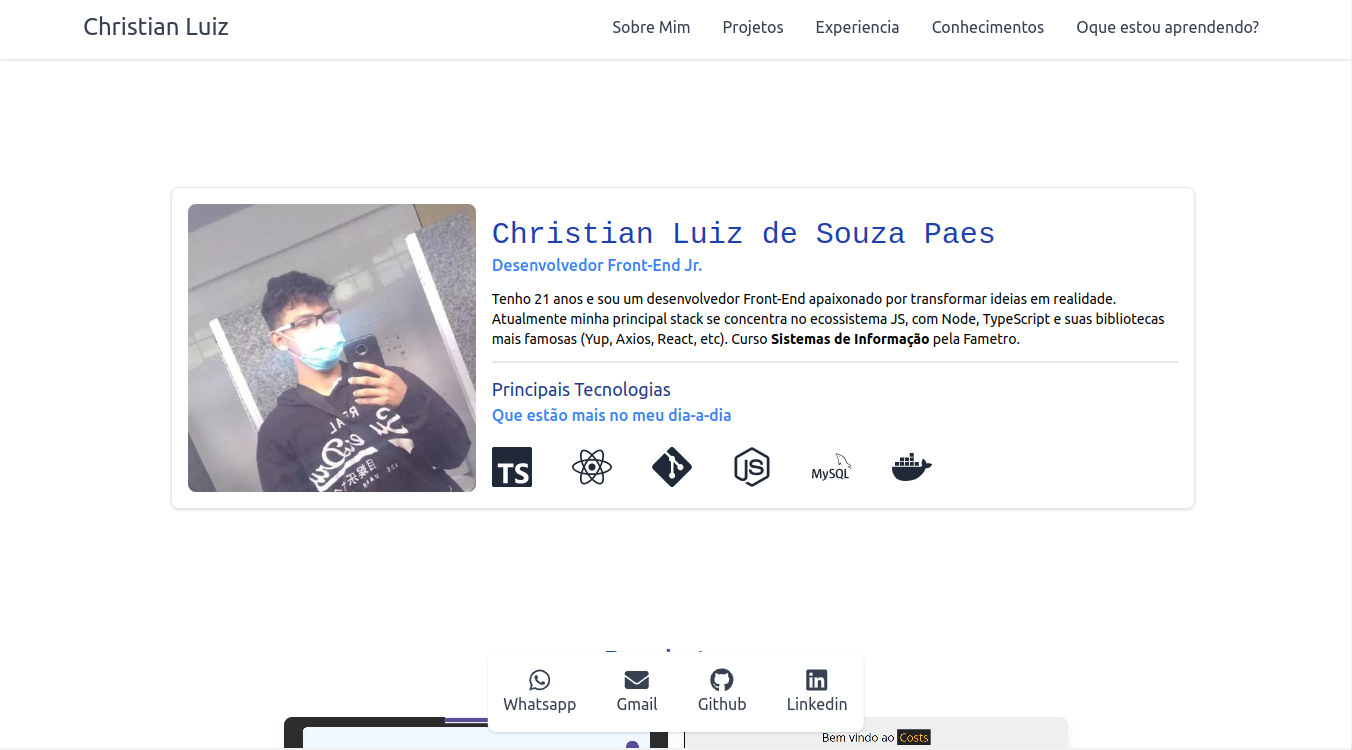 Christian Luiz
Sobre Mim Projetos Experiencia Conhecimentos Oque estou aprendendo?
Christian Luiz de Souza Paes
Desenvolvedor Front-End Jr.
Tenho 21 anos e sou um desenvolvedor Front-End apaixonado por transformar ideias em realidade.
Atualmente minha principal stack se concentra no ecossistema JS, com Node, TypeScript e suas bibliotecas
mais famosas (Yup, Axios, React, etc). Curso Sistemas de Informação pela Fametro.
Principais Tecnologias
Que estão mais no meu dia-a-dia
TS
JS
MySQL
Whatsapp Gmail Github Linkedin
in
Bem vindo ao Costs